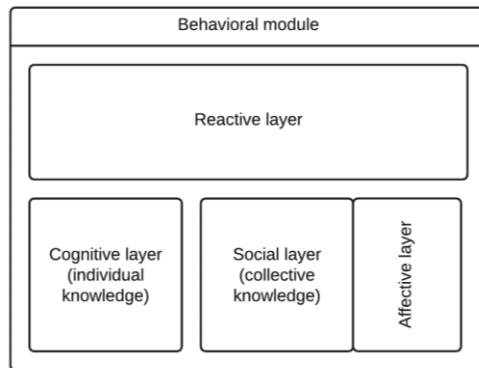 Behavioral module
Reactive layer
Cognitive layer
(individual
knowledge)
Social layer
(collective
knowledge)
Affective layer